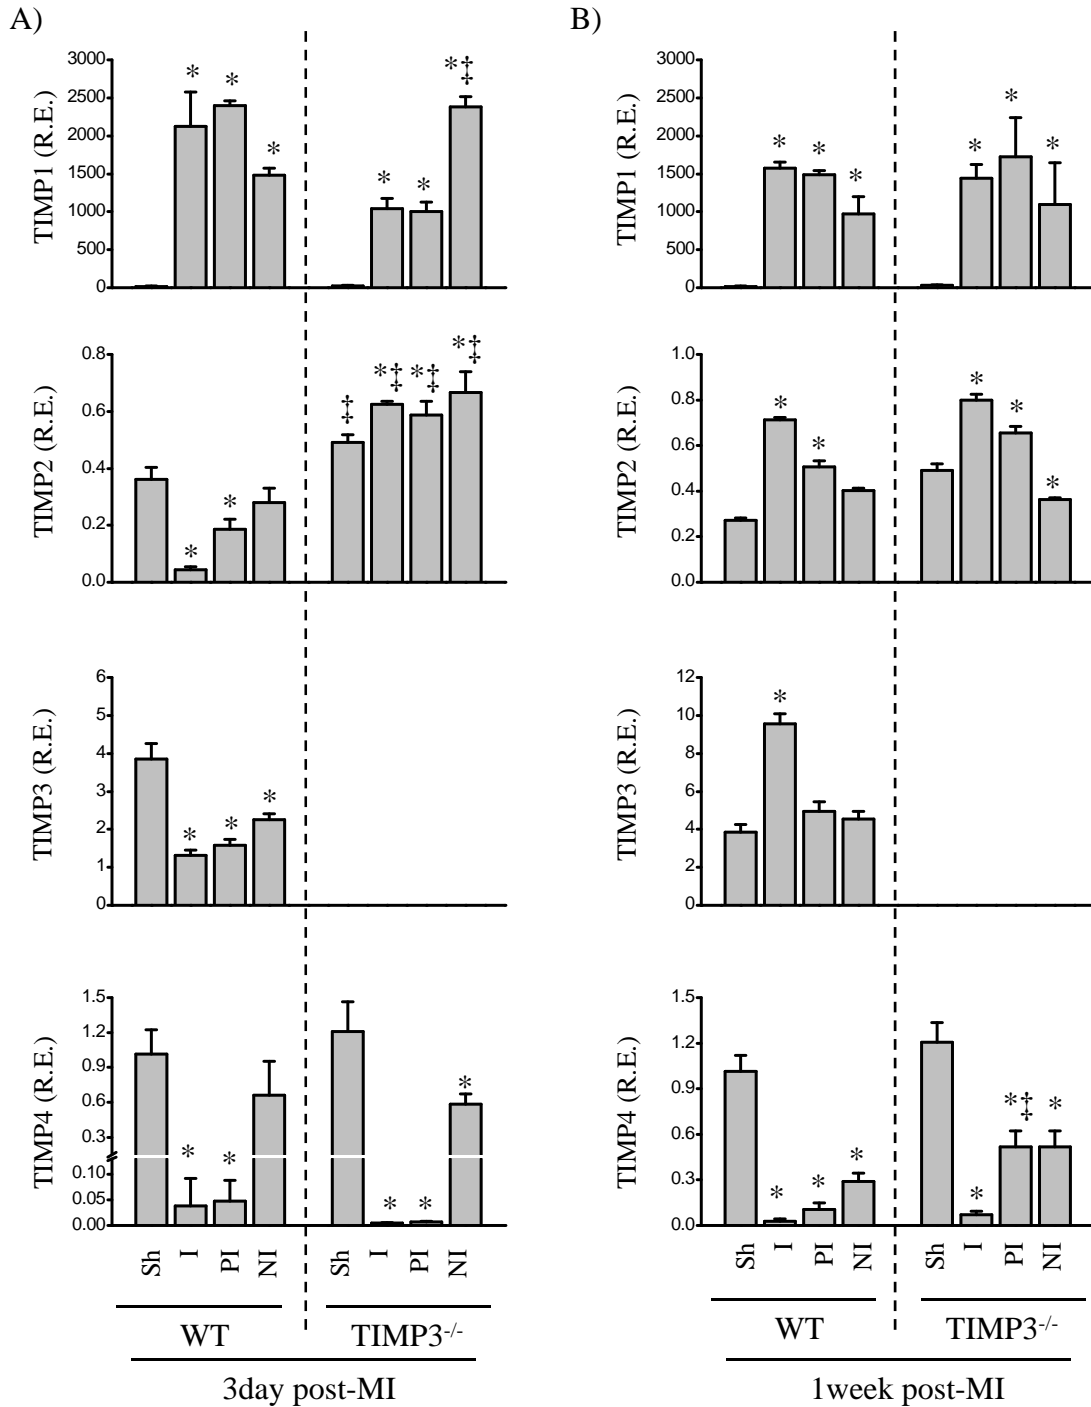 A)
B)
TIMP1 (R.E.)
3000
2500
2000
1500
1000
500
0
* * *
* * *‡
TIMP1 (R.E.)
3000
2500
2000
1500
1000
500
0
* * *
* * *
TIMP2 (R.E.)
0.8
0.6
0.4
0.2
0.0
* *
‡ *‡ *‡ *‡
TIMP2 (R.E.)
1.0
0.8
0.6
0.4
0.2
0.0
* *
* * *
TIMP3 (R.E.)
6
5
4
3
2
1
0
* * *
TIMP3 (R.E.)
12
10
8
6
4
2
0
*
TIMP4 (R.E.)
1.5
1.2
0.9
0.6
0.3
0.10
0.05
0.00
* *
* * *
TIMP4 (R.E.)
1.5
1.2
0.9
0.6
0.3
0.0
* * *
* *‡ *
Sh I PI NI Sh I PI NI
WT TIMP3-/-
3day post-MI
Sh I PI NI Sh I PI NI
WT TIMP3-/-
1week post-MI